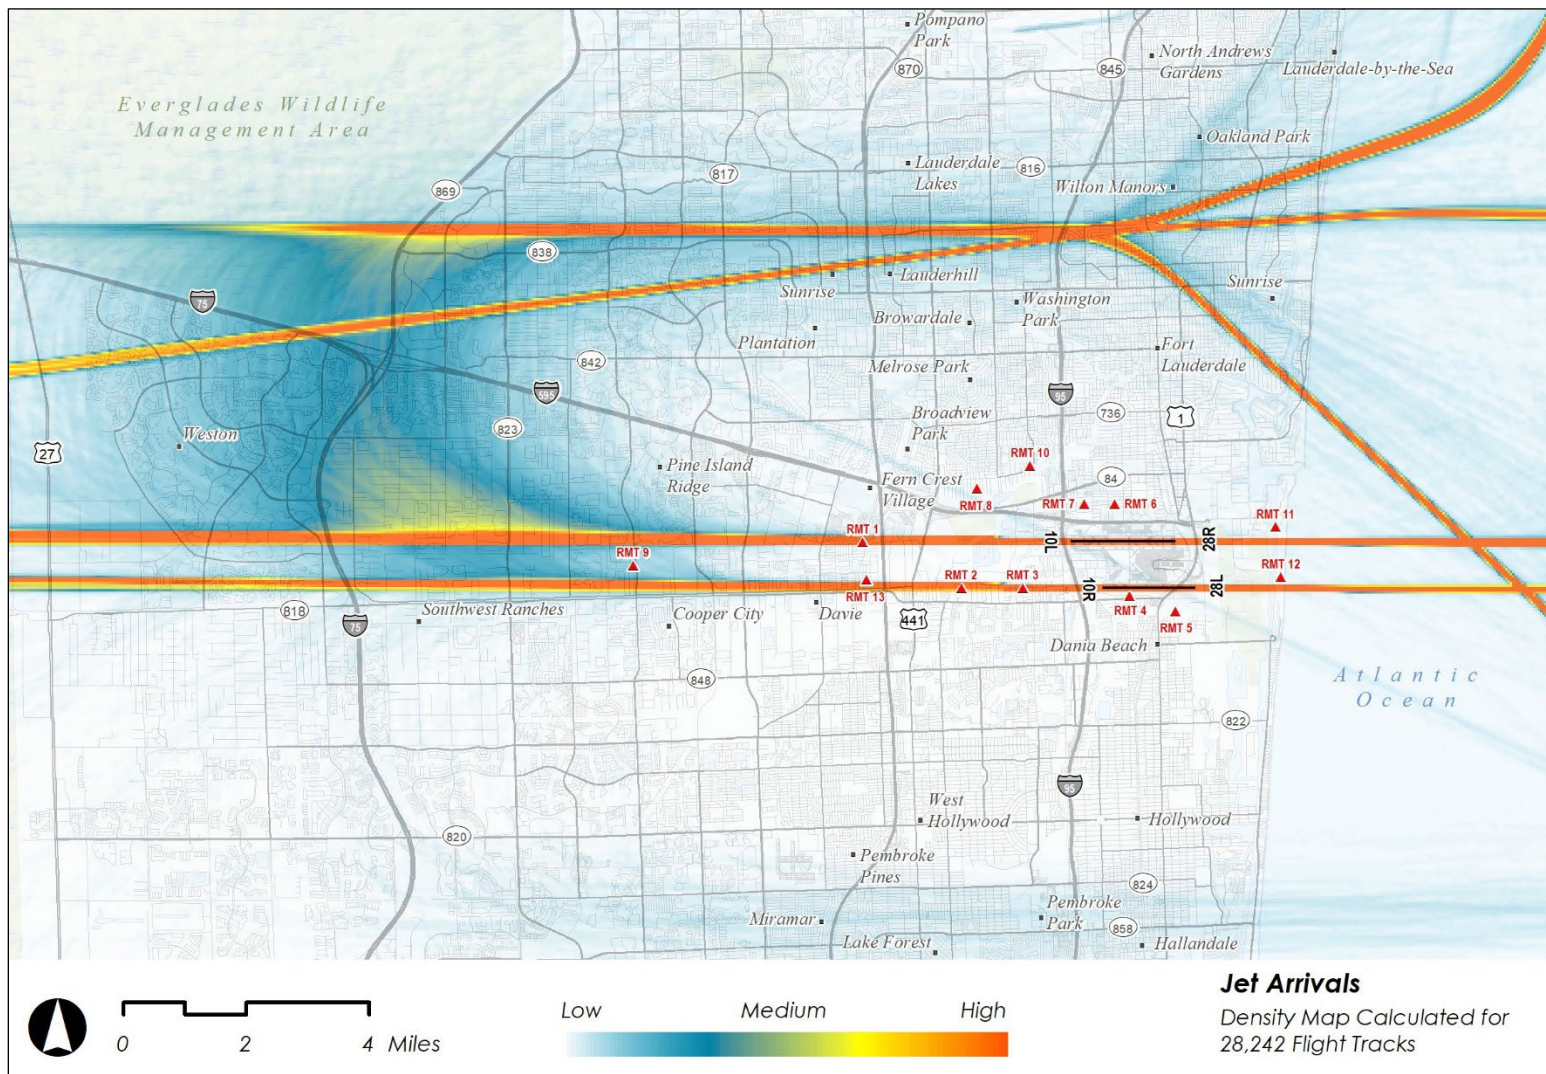 Pompano
Park
North Andrews
Gardens
Lauderdale-by-the-Sea
870
845
Everglades Wildlife
Management Area
Oakland Park
Lauderdale
Lakes
816
817
869
Wilton Manors
838
Sunrise
Lauderhill
Sunrise
75
Washington
Park
Browardale
Plantation
Fort
Lauderdale
842
Melrose Park
595
95
736
1
Broadview
Park
823
Weston
27
Pine Island
Ridge
RMT 10
84
Fern Crest
Village
RMT 8
RMT 7
RMT 6
RMT 11
RMT 1
10L
28R
RMT 9
RMT 12
RMT 2
RMT 3
10R
28L
RMT 13
RMT 4
RMT 5
818
Southwest Ranches
75
Cooper City
Davie
441
Dania Beach
848
Atlantic
Ocean
822
95
West
Hollywood
Hollywood
820
Pembroke
Pines
824
Miramar
Pembroke
Park
858
Lake Forest
Hallandale
0 2 4 Miles
Low Medium High
Jet Arrivals
Density Map Calculated for
28,242 Flight Tracks